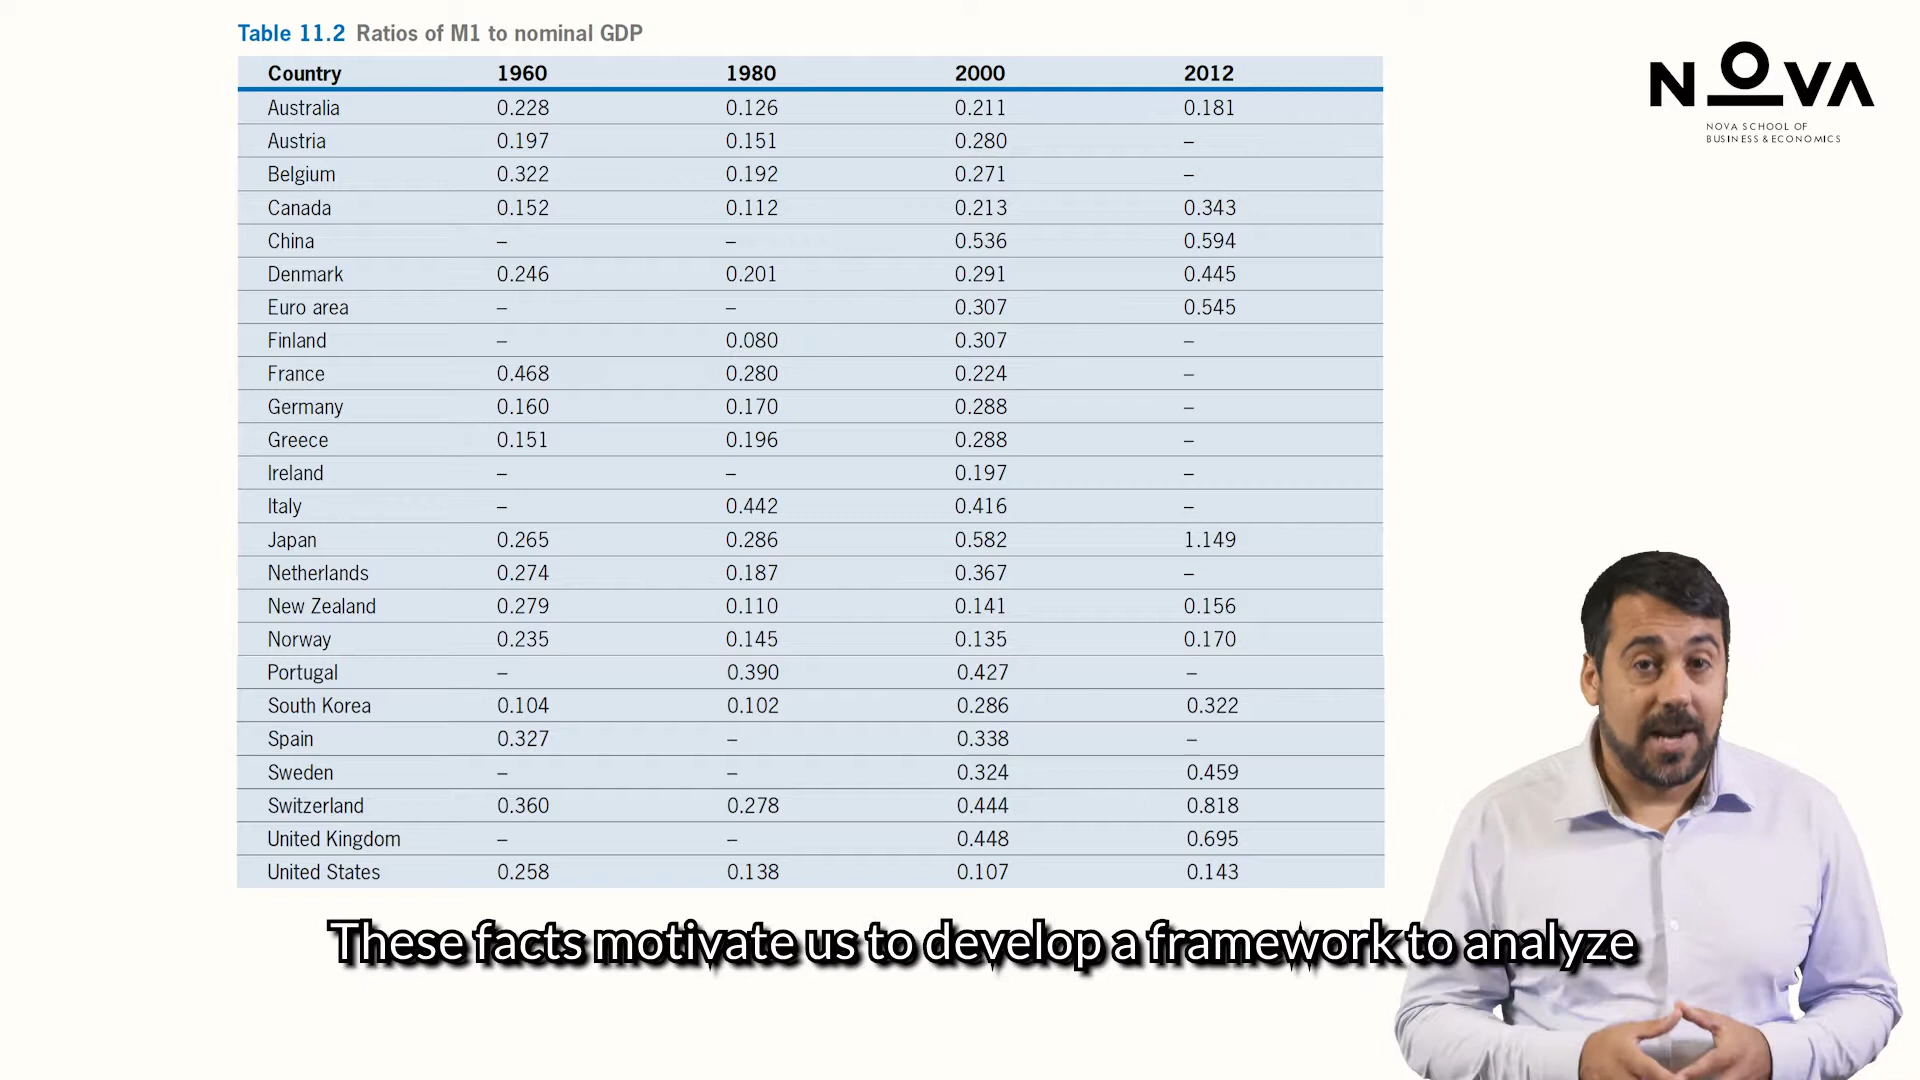 Table 11.2 Ratios of M1 to nominal GDP
Country 1960 1980 2000 2012
Australia 0.228 0.126 0.211 0.181
Austria 0.197 0.151 0.280 –
Belgium 0.322 0.192 0.271 –
Canada 0.152 0.112 0.213 0.343
China – – 0.536 0.594
Denmark 0.246 0.201 0.291 0.445
Euro area – – 0.307 0.545
Finland – 0.080 0.307 –
France 0.468 0.280 0.224 –
Germany 0.160 0.170 0.288 –
Greece 0.151 0.196 0.288 –
Ireland – – 0.197 –
Italy – 0.442 0.416 –
Japan 0.265 0.286 0.582 1.149
Netherlands 0.274 0.187 0.367 –
New Zealand 0.279 0.110 0.141 0.156
Norway 0.235 0.145 0.135 0.170
Portugal – 0.390 0.427 –
South Korea 0.104 0.102 0.286 0.322
Spain 0.327 – 0.338 –
Sweden – – 0.324 0.459
Switzerland 0.360 0.278 0.444 0.818
United Kingdom – – 0.448 0.695
United States 0.258 0.138 0.107 0.143
NOVA
NOVA SCHOOL OF
BUSINESS & ECONOMICS
These facts motivate us to develop a framework to analyze